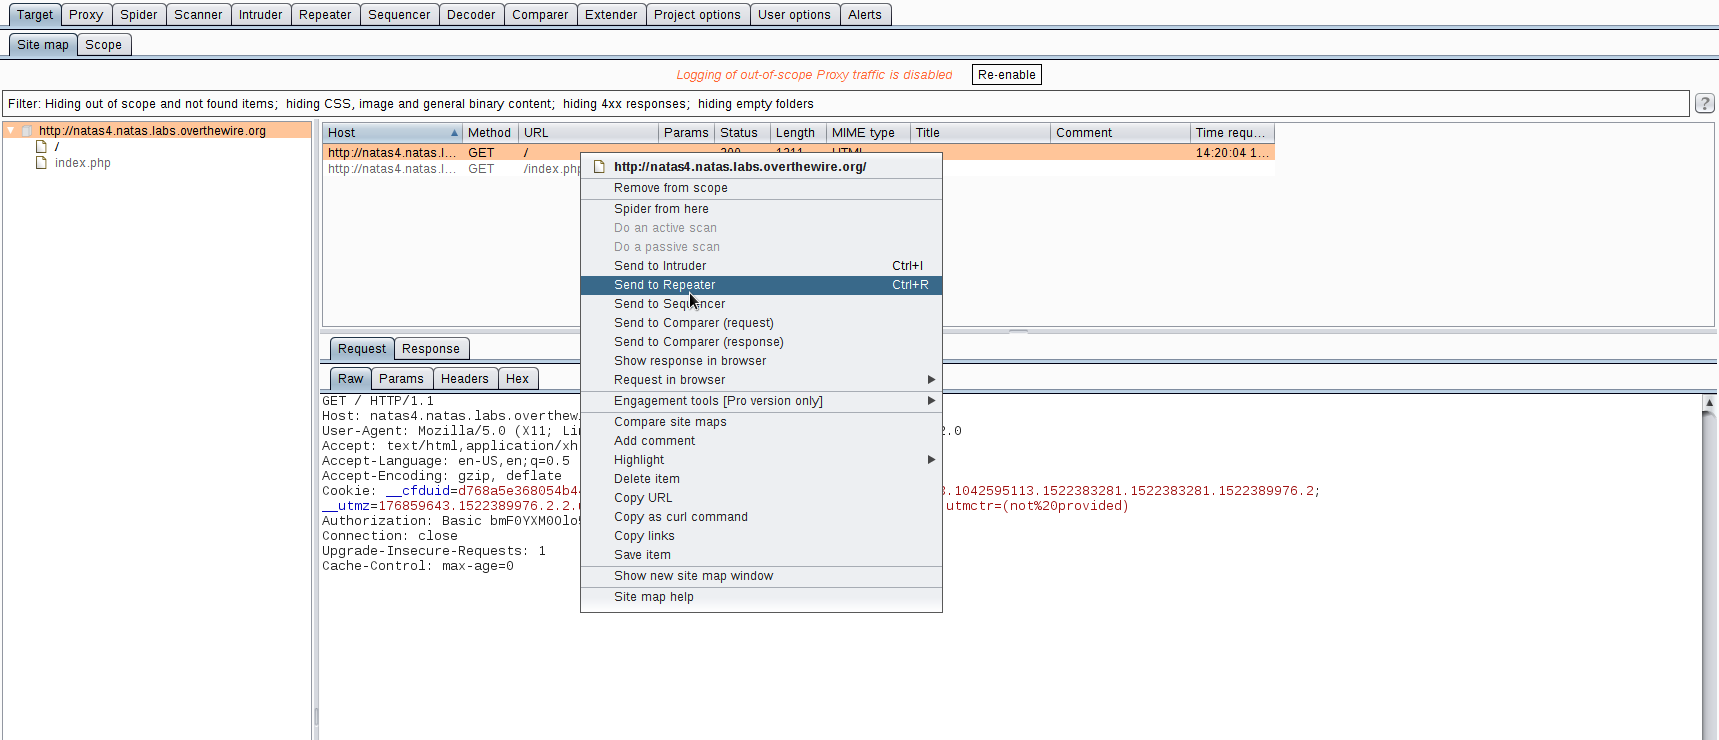 Target Proxy Spider Scanner Intruder Repeater Sequencer Decoder Comparer Extender Project options User options Alerts
Site map Scope
Logging of out-of-scope Proxy traffic is disabled Re-enable
Filter: Hiding out of scope and not found items; hiding CSS, image and general binary content; hiding 4xx responses; hiding empty folders ?
http://natas4.natas.labs.overthewire.org
/
index.php
Host Method URL Params Status Length MIME type Title Comment Time requ...
http://natas4.natas.l... GET / 200 1211 HTML 14:20:04 1...
http://natas4.natas.l... GET /index.php
http://natas4.natas.labs.overthewire.org/
Remove from scope
Spider from here
Do an active scan
Do a passive scan
Send to Intruder Ctrl+I
Send to Repeater Ctrl+R
Send to Sequencer
Send to Comparer (request)
Send to Comparer (response)
Show response in browser
Request in browser
Engagement tools [Pro version only]
Compare site maps
Add comment
Highlight
Delete item
Copy URL
Copy as curl command
Copy links
Save item
Show new site map window
Site map help
Request Response
Raw Params Headers Hex
GET / HTTP/1.1
Host: natas4.natas.labs.overthew
User-Agent: Mozilla/5.0 (X11; Li 2.0
Accept: text/html,application/xh
Accept-Language: en-US,en;q=0.5
Accept-Encoding: gzip, deflate
Cookie: __cfduid=d768a5e368054b4 .1042595113.1522383281.1522383281.1522389976.2;
__utmz=176859643.1522389976.2.2. utmctr=(not%20provided)
Authorization: Basic
Connection: close
Upgrade-Insecure-Requests: 1
Cache-Control: max-age=0